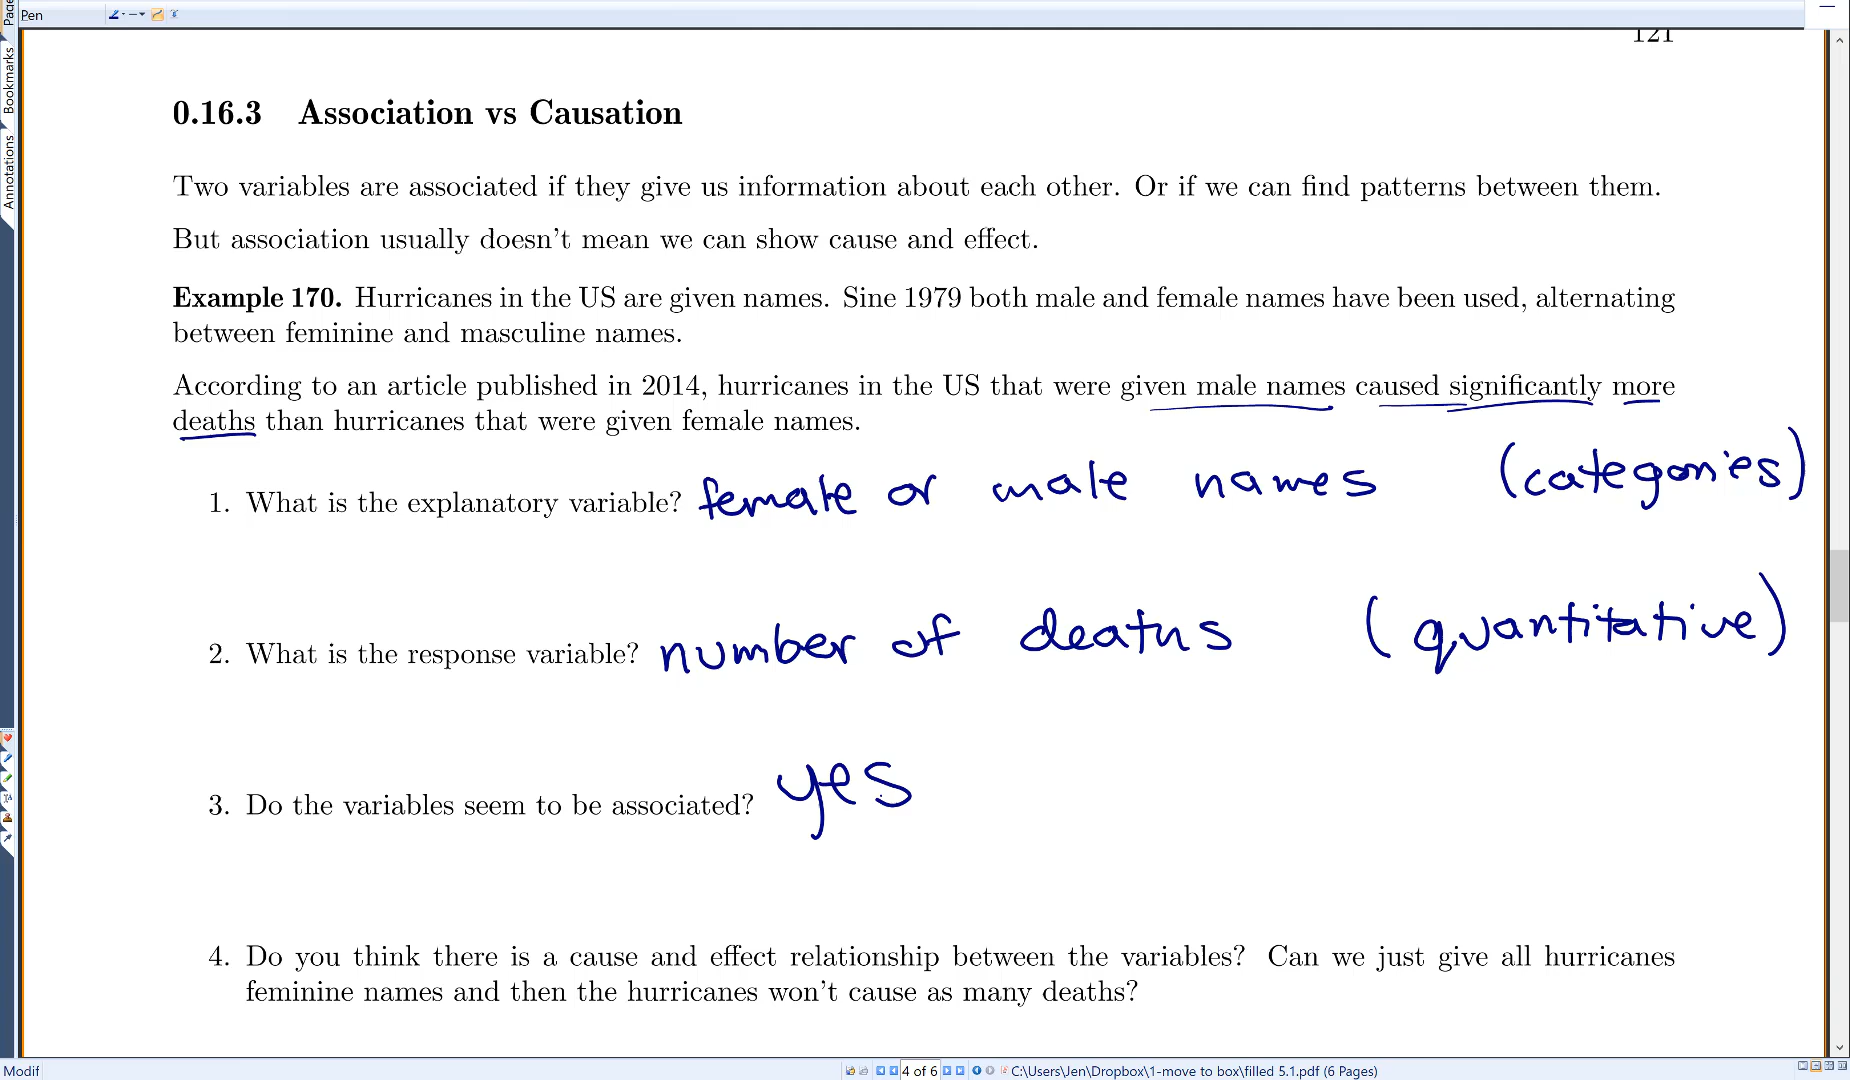 Pen
Page
Bookmarks
Annotations
121
0.16.3 Association vs Causation
Two variables are associated if they give us information about each other. Or if we can find patterns between them.
But association usually doesn't mean we can show cause and effect.
Example 170. Hurricanes in the US are given names. Sine 1979 both male and female names have been used, alternating
between feminine and masculine names.
According to an article published in 2014, hurricanes in the US that were given male names caused significantly more
deaths than hurricanes that were given female names.
1. What is the explanatory variable? female or male names (categories)
2. What is the response variable? number of deaths (quantitative)
3. Do the variables seem to be associated? yes
4. Do you think there is a cause and effect relationship between the variables? Can we just give all hurricanes
feminine names and then the hurricanes won't cause as many deaths?
Modif
4 of 6
C:\Users\Jen\Dropbox\1-move to box\filled 5.1.pdf (6 Pages)